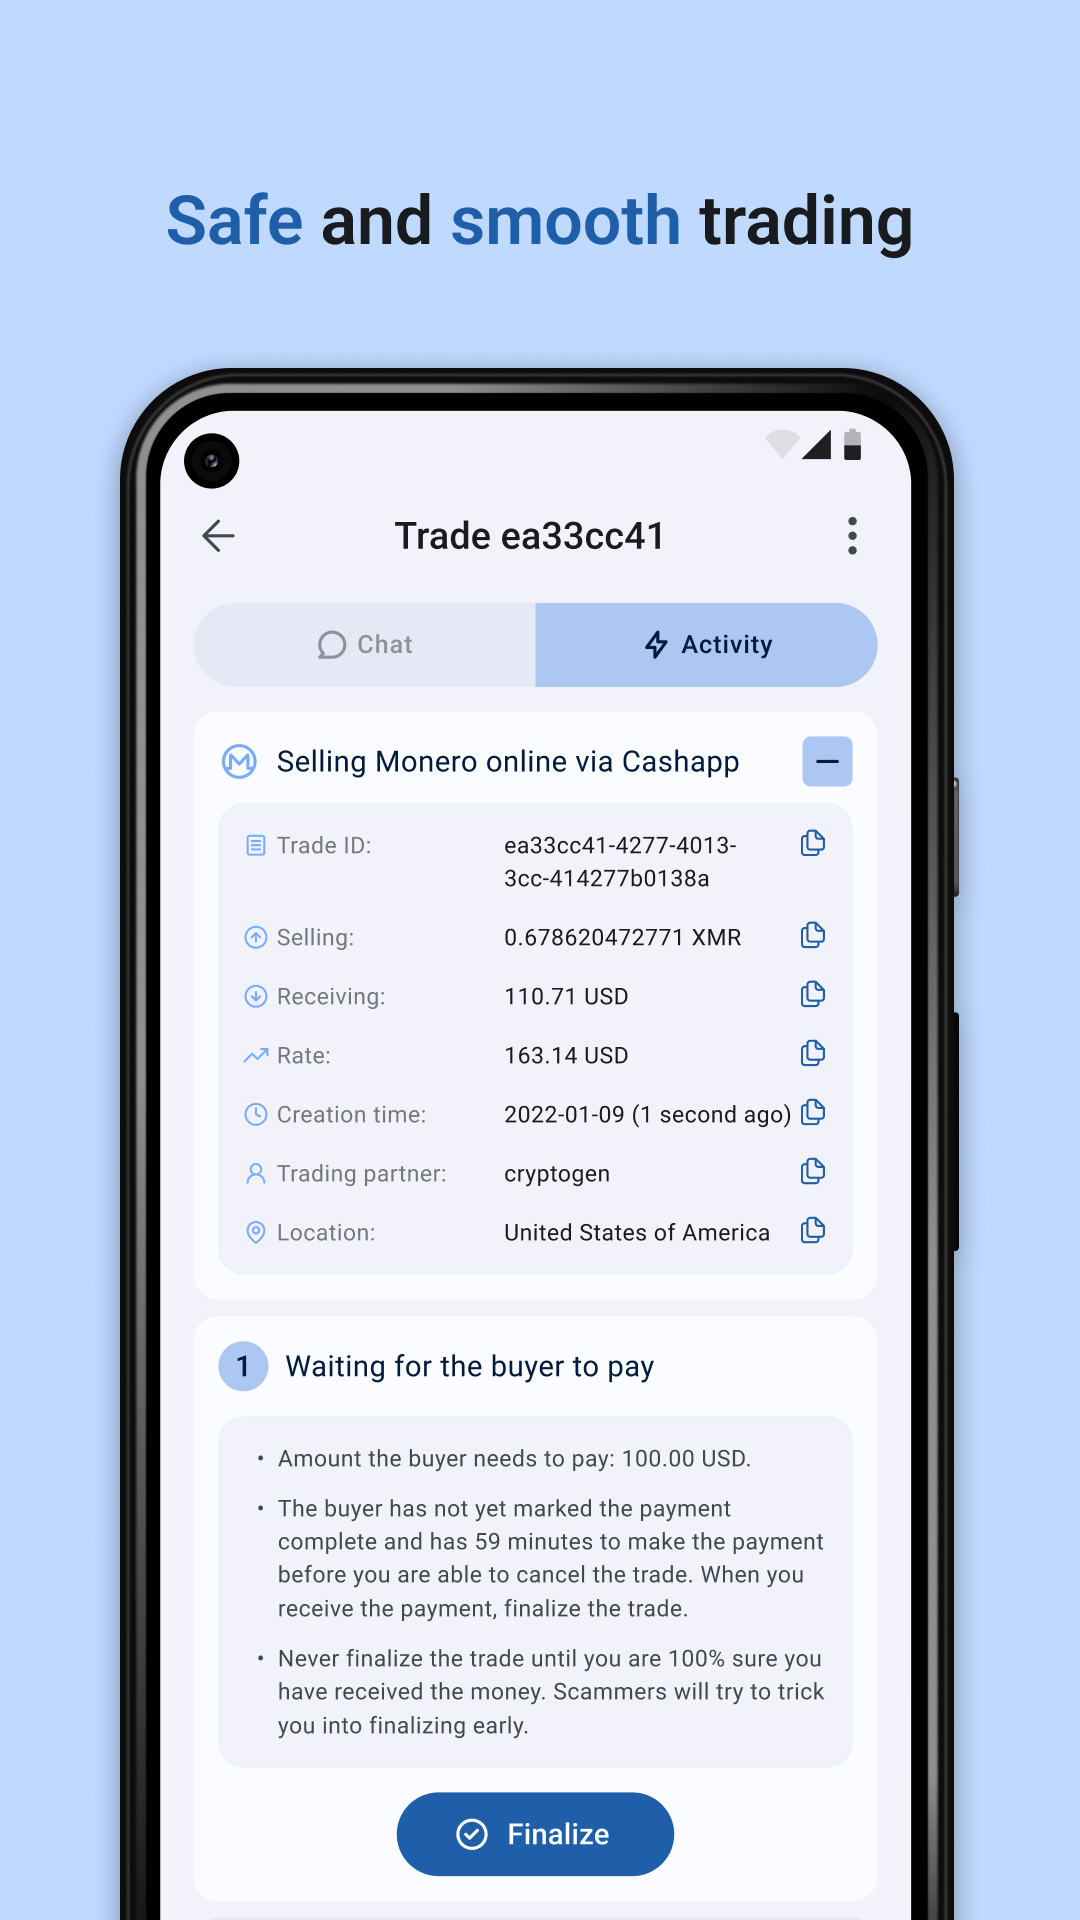 Safe and smooth trading
Trade ea33cc41
Chat
Activity
Selling Monero online via Cashapp
Trade ID:
ea33cc41-4277-4013-
3cc-414277b0138a
Selling:
0.678620472771 XMR
Receiving:
110.71 USD
Rate:
163.14 USD
Creation time:
2022-01-09 (1 second ago)
Trading partner:
cryptogen
Location:
United States of America
1
Waiting for the buyer to pay
• Amount the buyer needs to pay: 100.00 USD.
• The buyer has not yet marked the payment
complete and has 59 minutes to make the payment
before you are able to cancel the trade. When you
receive the payment, finalize the trade.
• Never finalize the trade until you are 100% sure you
have received the money. Scammers will try to trick
you into finalizing early.
Finalize